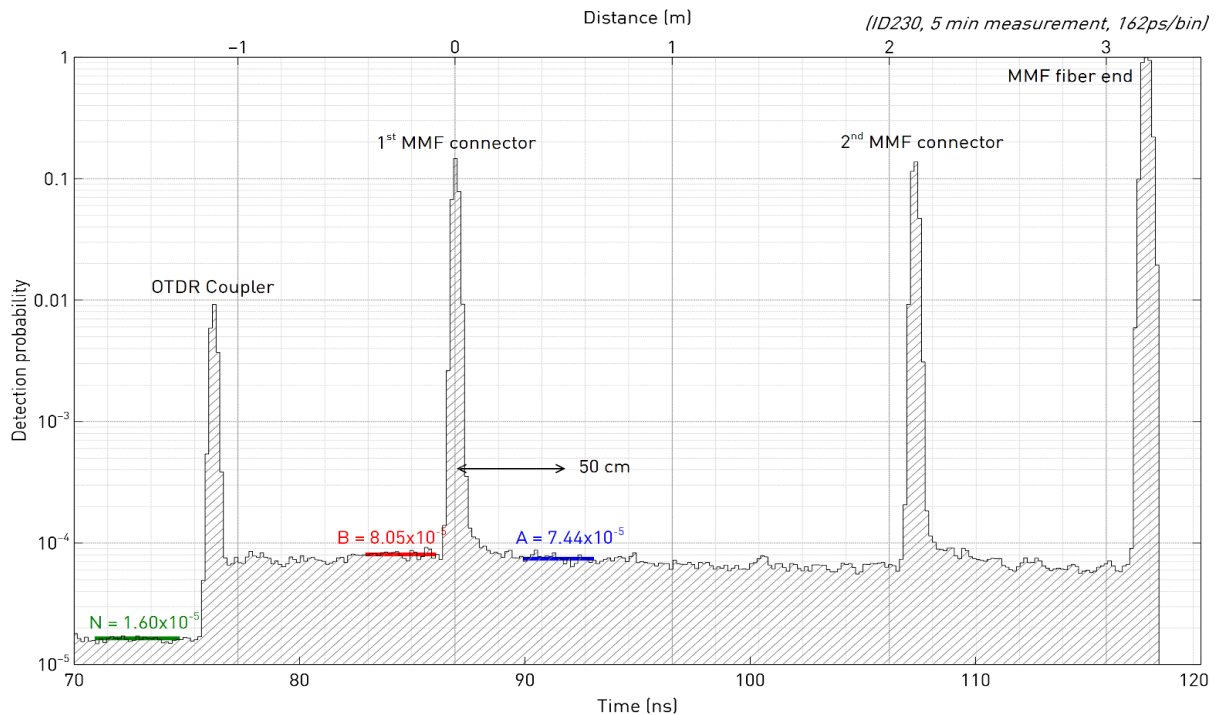 Distance (m)
(ID230, 5 min measurement, 162ps/bin)
−1 0 1 2 3
1
MMF fiber end
1st MMF connector
2nd MMF connector
0.1
OTDR Coupler
0.01
Detection probability
10−3
50 cm
B = 8.05x10-5
A = 7.44x10-5
10−4
N = 1.60x10-5
10−5
70 80 90 100 110 120
Time (ns)